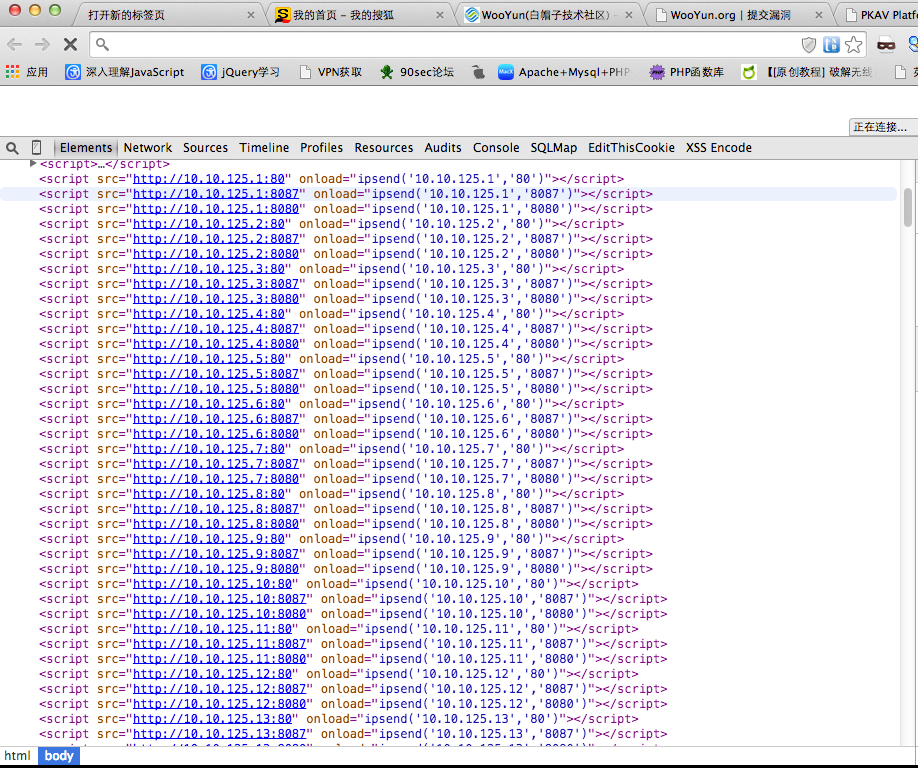 打开新的标签页
我的首页 - 我的搜狐
WooYun(白帽子技术社区)
WooYun.org | 提交漏洞
PKAV Platf
应用
深入理解JavaScript
jQuery学习
VPN获取
90sec论坛
Apache+Mysql+PHP
PHP函数库
【[原创教程] 破解无线
正在连接...
Elements Network Sources Timeline Profiles Resources Audits Console SQLMap EditThisCookie XSS Encode
▶<script>…</script>
<script src="http://10.10.125.1:80" onload="ipsend('10.10.125.1','80')"></script>
<script src="http://10.10.125.1:8087" onload="ipsend('10.10.125.1','8087')"></script>
<script src="http://10.10.125.1:8080" onload="ipsend('10.10.125.1','8080')"></script>
<script src="http://10.10.125.2:80" onload="ipsend('10.10.125.2','80')"></script>
<script src="http://10.10.125.2:8087" onload="ipsend('10.10.125.2','8087')"></script>
<script src="http://10.10.125.2:8080" onload="ipsend('10.10.125.2','8080')"></script>
<script src="http://10.10.125.3:80" onload="ipsend('10.10.125.3','80')"></script>
<script src="http://10.10.125.3:8087" onload="ipsend('10.10.125.3','8087')"></script>
<script src="http://10.10.125.3:8080" onload="ipsend('10.10.125.3','8080')"></script>
<script src="http://10.10.125.4:80" onload="ipsend('10.10.125.4','80')"></script>
<script src="http://10.10.125.4:8087" onload="ipsend('10.10.125.4','8087')"></script>
<script src="http://10.10.125.4:8080" onload="ipsend('10.10.125.4','8080')"></script>
<script src="http://10.10.125.5:80" onload="ipsend('10.10.125.5','80')"></script>
<script src="http://10.10.125.5:8087" onload="ipsend('10.10.125.5','8087')"></script>
<script src="http://10.10.125.5:8080" onload="ipsend('10.10.125.5','8080')"></script>
<script src="http://10.10.125.6:80" onload="ipsend('10.10.125.6','80')"></script>
<script src="http://10.10.125.6:8087" onload="ipsend('10.10.125.6','8087')"></script>
<script src="http://10.10.125.6:8080" onload="ipsend('10.10.125.6','8080')"></script>
<script src="http://10.10.125.7:80" onload="ipsend('10.10.125.7','80')"></script>
<script src="http://10.10.125.7:8087" onload="ipsend('10.10.125.7','8087')"></script>
<script src="http://10.10.125.7:8080" onload="ipsend('10.10.125.7','8080')"></script>
<script src="http://10.10.125.8:80" onload="ipsend('10.10.125.8','80')"></script>
<script src="http://10.10.125.8:8087" onload="ipsend('10.10.125.8','8087')"></script>
<script src="http://10.10.125.8:8080" onload="ipsend('10.10.125.8','8080')"></script>
<script src="http://10.10.125.9:80" onload="ipsend('10.10.125.9','80')"></script>
<script src="http://10.10.125.9:8087" onload="ipsend('10.10.125.9','8087')"></script>
<script src="http://10.10.125.9:8080" onload="ipsend('10.10.125.9','8080')"></script>
<script src="http://10.10.125.10:80" onload="ipsend('10.10.125.10','80')"></script>
<script src="http://10.10.125.10:8087" onload="ipsend('10.10.125.10','8087')"></script>
<script src="http://10.10.125.10:8080" onload="ipsend('10.10.125.10','8080')"></script>
<script src="http://10.10.125.11:80" onload="ipsend('10.10.125.11','80')"></script>
<script src="http://10.10.125.11:8087" onload="ipsend('10.10.125.11','8087')"></script>
<script src="http://10.10.125.11:8080" onload="ipsend('10.10.125.11','8080')"></script>
<script src="http://10.10.125.12:80" onload="ipsend('10.10.125.12','80')"></script>
<script src="http://10.10.125.12:8087" onload="ipsend('10.10.125.12','8087')"></script>
<script src="http://10.10.125.12:8080" onload="ipsend('10.10.125.12','8080')"></script>
<script src="http://10.10.125.13:80" onload="ipsend('10.10.125.13','80')"></script>
<script src="http://10.10.125.13:8087" onload="ipsend('10.10.125.13','8087')"></script>
<script src="http://10.10.125.13:8080" onload="ipsend('10.10.125.13','8080')"></script>
html body